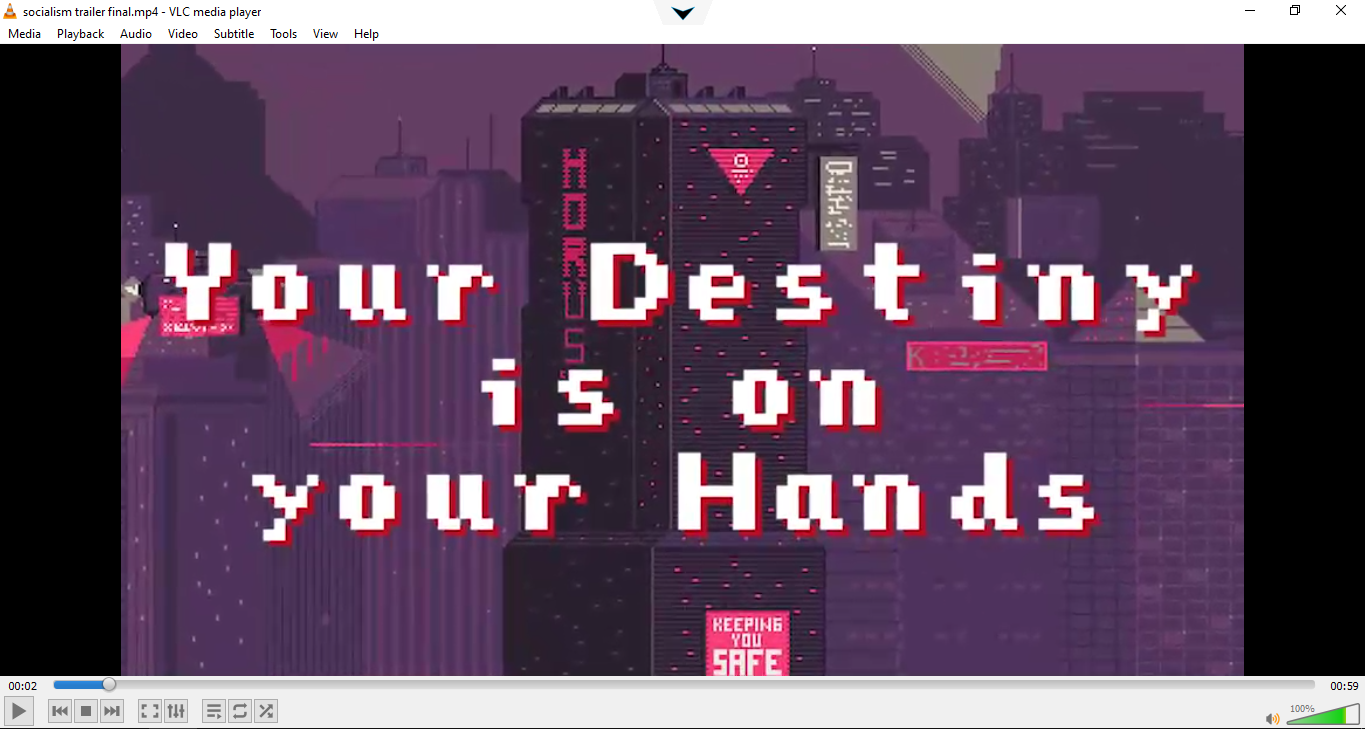 socialism trailer final.mp4 - VLC media player
Media Playback Audio Video Subtitle Tools View Help
HORUS
Your Destiny
is on
your Hands
KEEPING
YOU
SAFE
00:02
00:59
100%